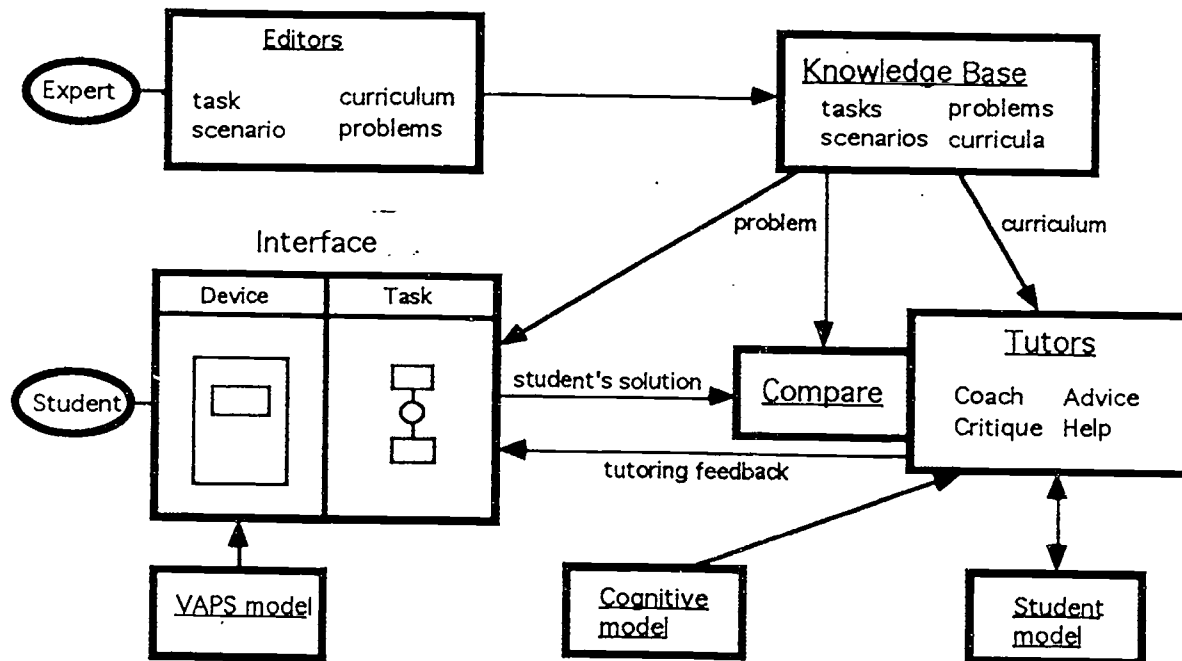 Editors
Expert
task curriculum
scenario problems
Knowledge Base
tasks problems
scenarios curricula
problem
curriculum
Interface
Device Task
Student
student's solution
Compare
Tutors
Coach Advice
Critique Help
tutoring feedback
VAPS model
Cognitive
model
Student
model